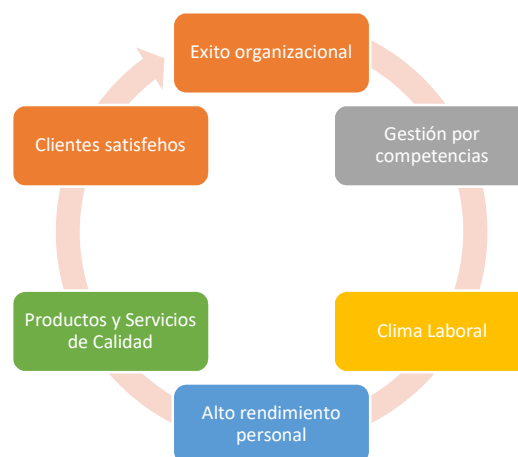 Exito organizacional
Gestión por
competencias
Clima Laboral
Alto rendimiento
personal
Productos y Servicios
de Calidad
Clientes satisfehos